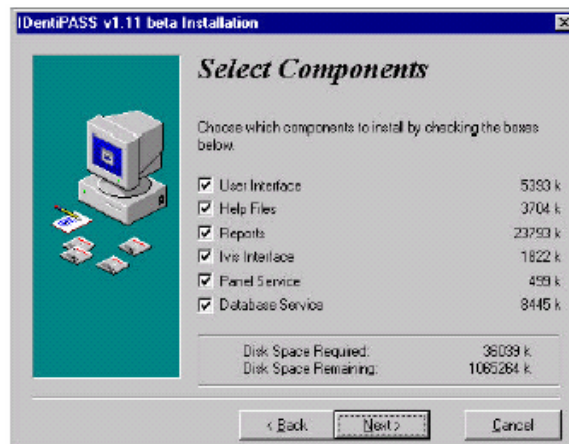 IDentiPASS v1.11 beta Installation
Select Components
Choose which components to install by checking the boxes
below.
User Interface 5393 k
Help Files 3704 k
Reports 23793 k
Ivis Interface 1822 k
Panel Service 499 k
Database Service 8445 k
Disk Space Required: 36039 k
Disk Space Remaining: 1065264 k
< Back Next > Cancel